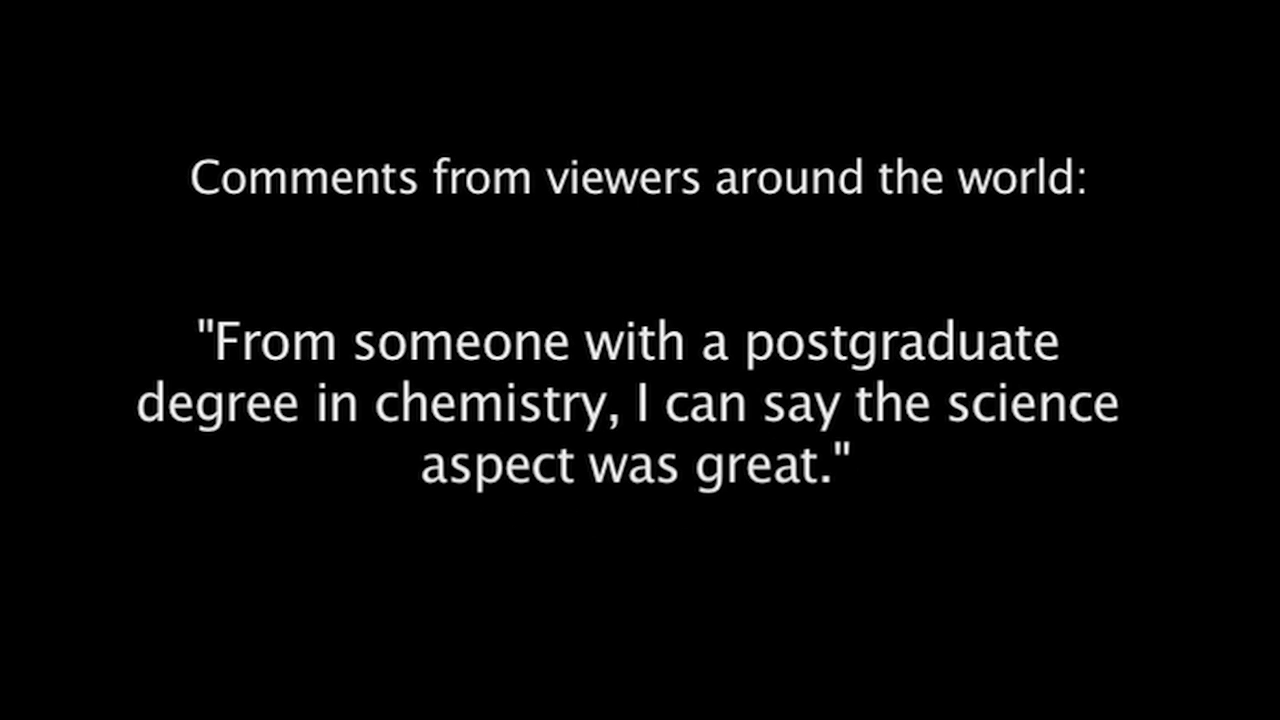 Comments from viewers around the world:
"From someone with a postgraduate
degree in chemistry, I can say the science
aspect was great."